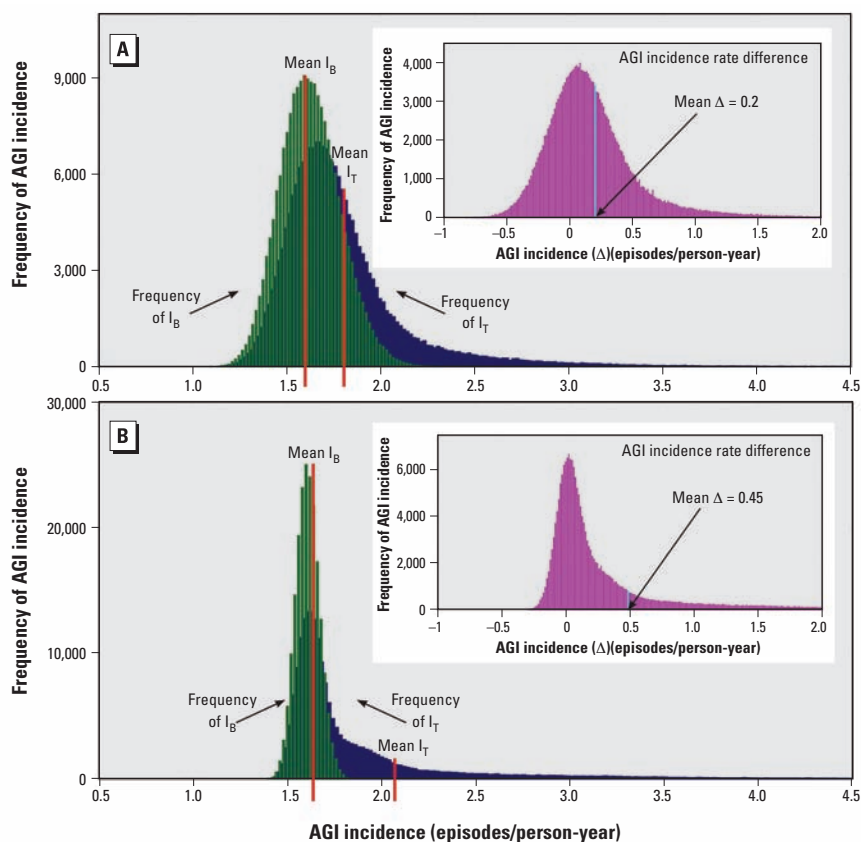 A
Mean I_B
Mean
I_T
Frequency
of I_B
Frequency
of I_T
Frequency of AGI incidence
9,000
6,000
3,000
0
0.5
1.0
1.5
2.0
2.5
3.0
3.5
4.0
4.5
AGI incidence rate difference
Mean Δ = 0.2
Frequency of AGI incidence
4,000
3,000
2,000
1,000
0
−1
−0.5
0
0.5
1.0
1.5
2.0
AGI incidence (Δ)(episodes/person-year)
B
Mean I_B
Frequency
of I_B
Frequency
of I_T
Mean I_T
Frequency of AGI incidence
30,000
20,000
10,000
0
0.5
1.0
1.5
2.0
2.5
3.0
3.5
4.0
4.5
AGI incidence (episodes/person-year)
AGI incidence rate difference
Mean Δ = 0.45
Frequency of AGI incidence
6,000
4,000
2,000
0
−1
−0.5
0
0.5
1.0
1.5
2.0
AGI incidence (Δ)(episodes/person-year)